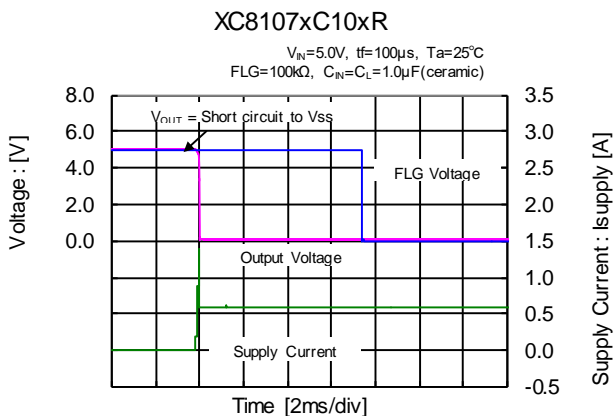 XC8107xC10xR
VIN=5.0V, tf=100μs, Ta=25℃
FLG=100kΩ, CIN=CL=1.0μF(ceramic)
8.0
6.0
4.0
2.0
0.0
Voltage : [V]
VOUT = Short circuit to Vss
FLG Voltage
Output Voltage
Supply Current
3.5
3.0
2.5
2.0
1.5
1.0
0.5
0.0
-0.5
Supply Current : Isupply [A]
Time [2ms/div]